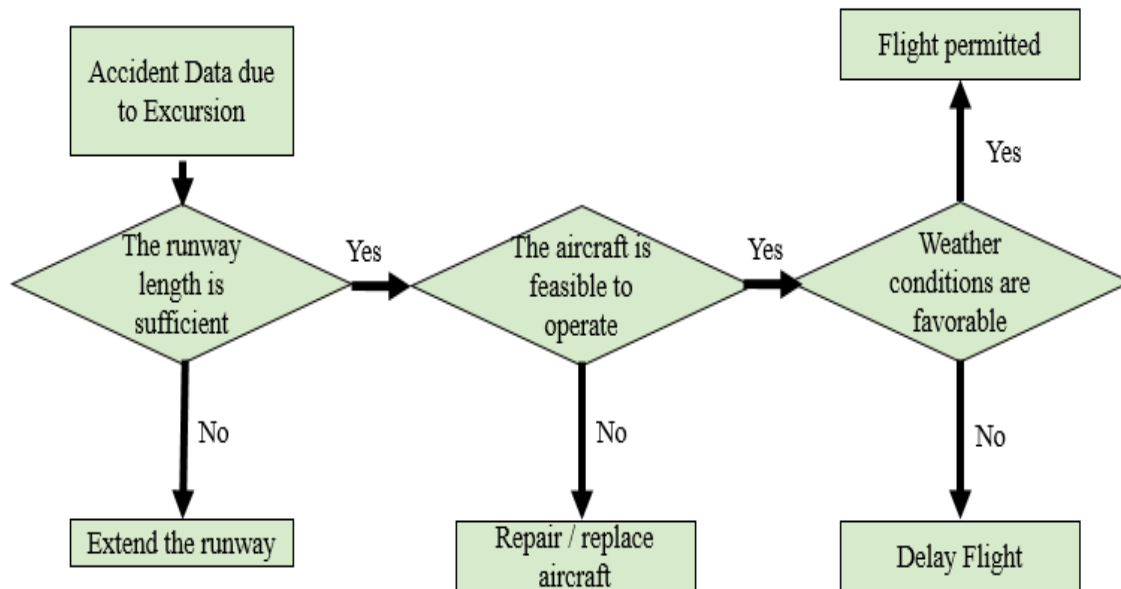 Accident Data due
to Excursion
Flight permitted
Yes
The runway
length is
sufficient
Yes
The aircraft is
feasible to
operate
Yes
Weather
conditions are
favorable
No
No
No
Extend the runway
Repair / replace
aircraft
Delay Flight